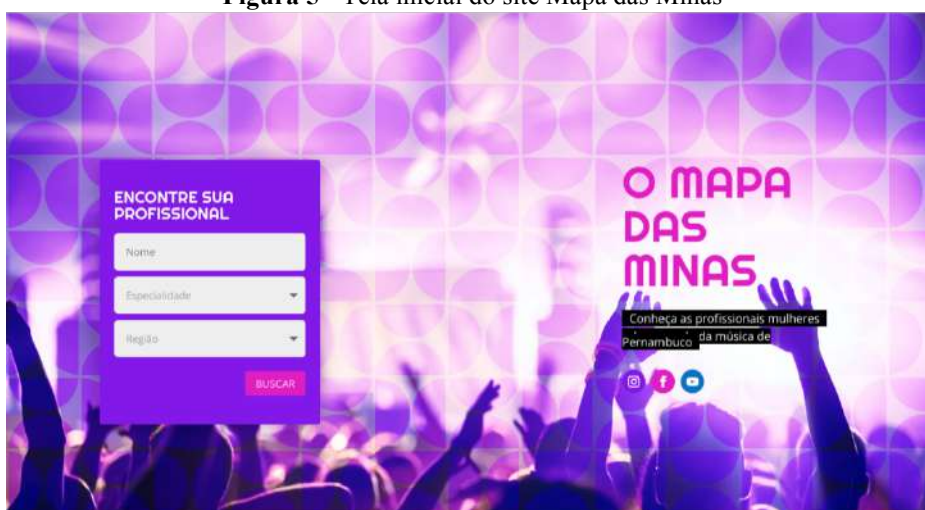 Figura 3 - Tela inicial do site Mapa das Minas
ENCONTRE SUA
PROFISSIONAL
Nome
Especialidade
Região
BUSCAR
O MAPA
DAS
MINAS
Conheça as profissionais mulheres
da música de
Pernambuco